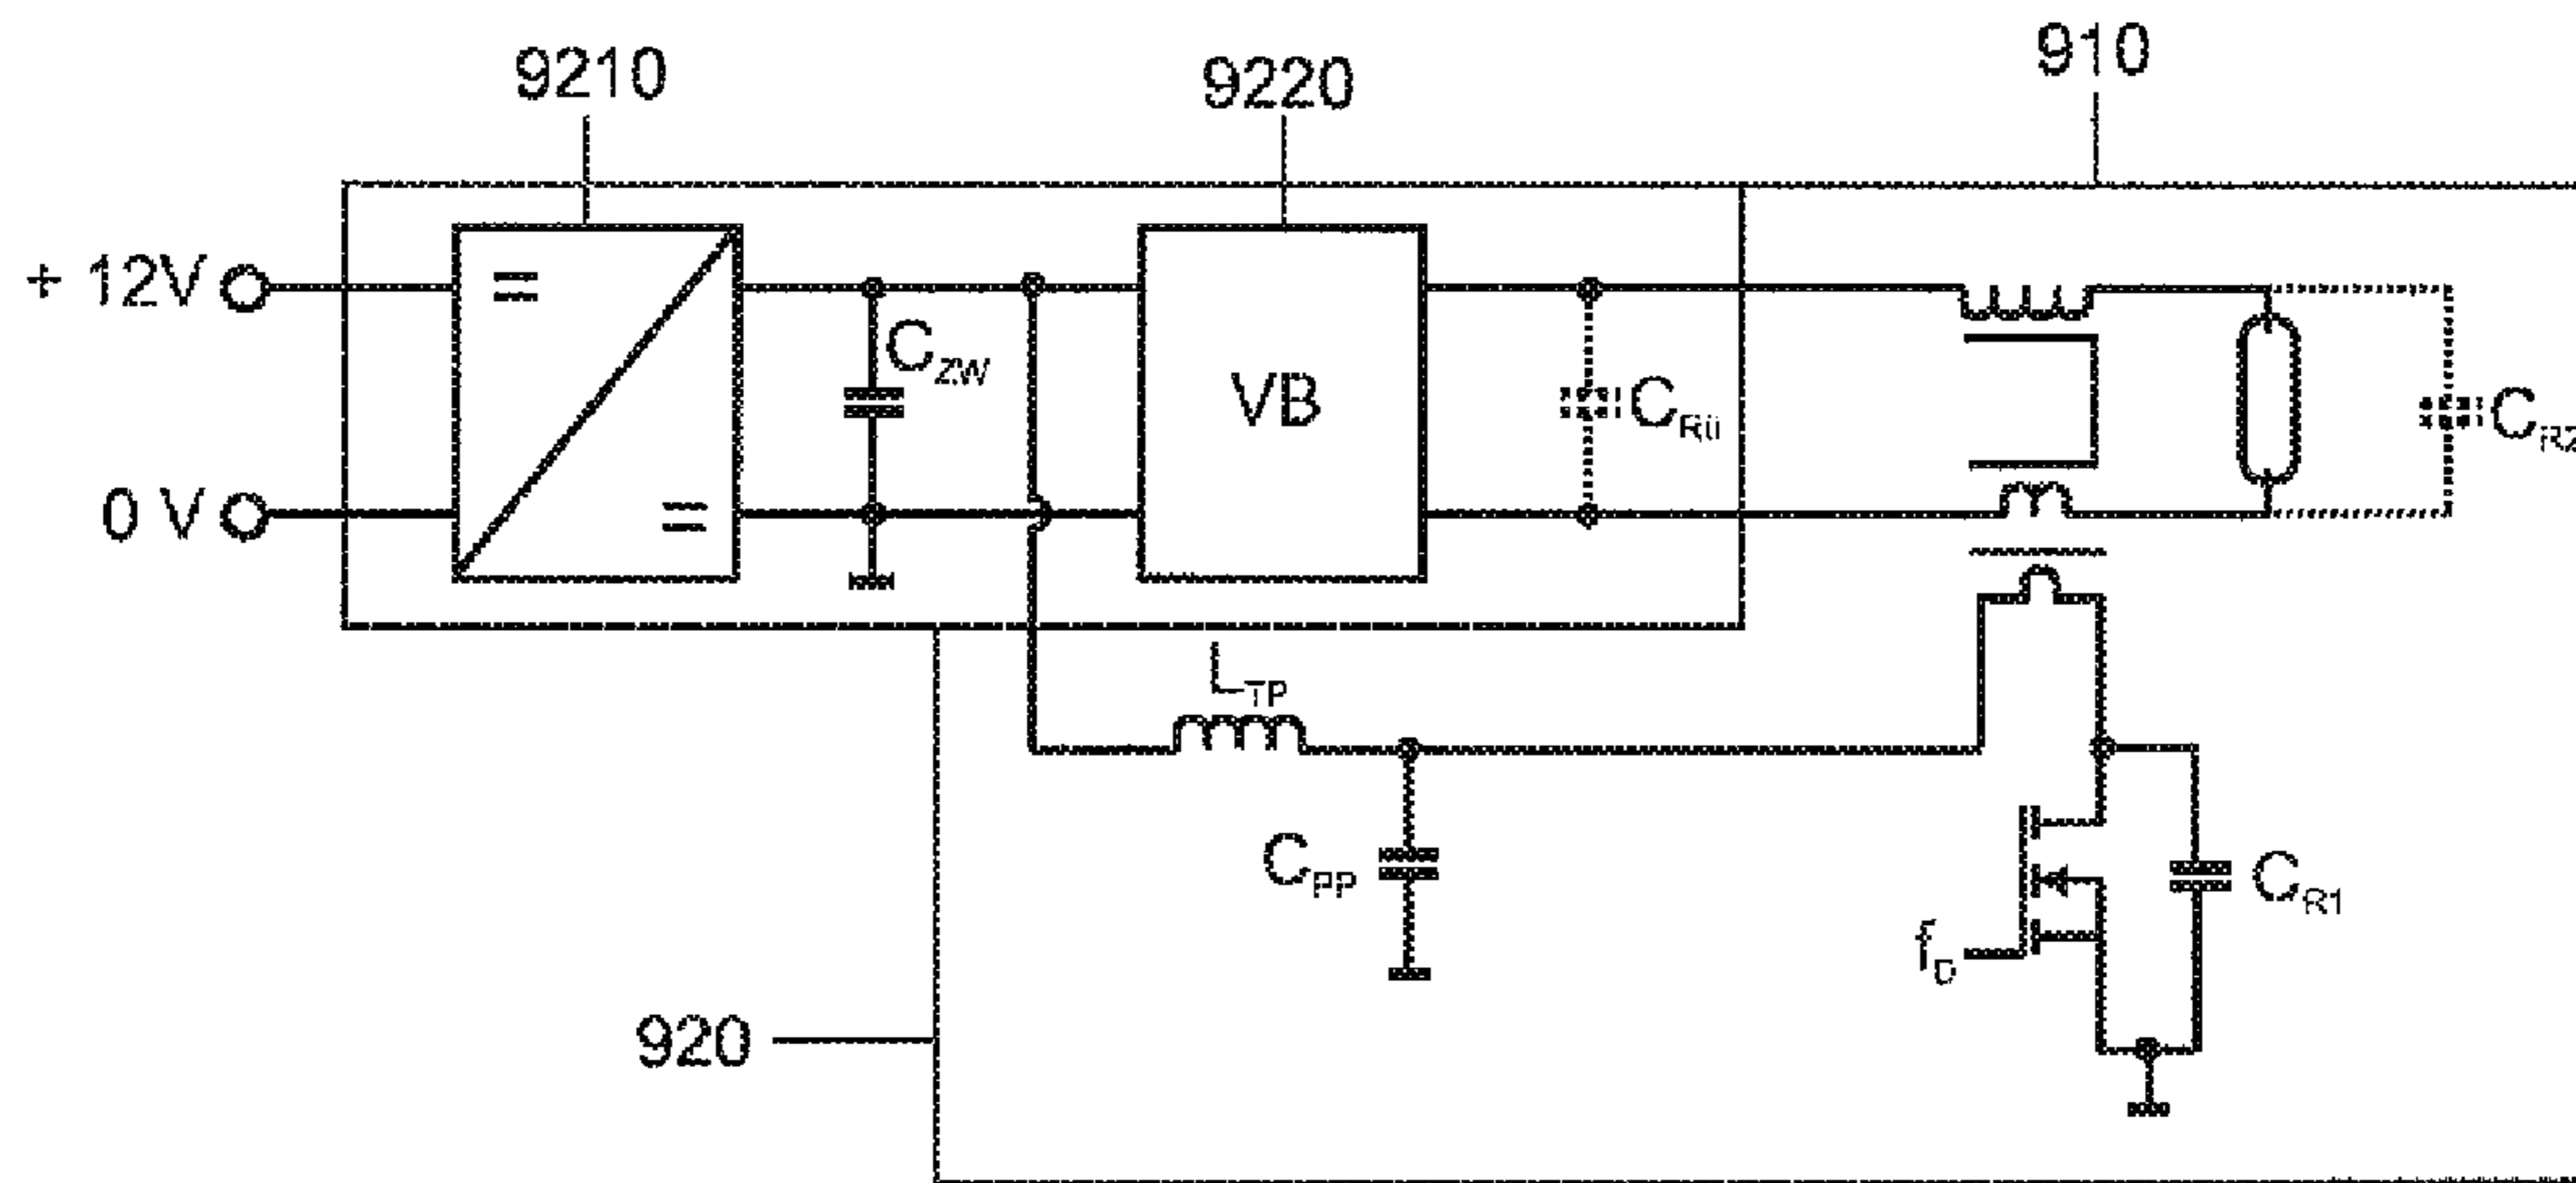 9210
9220
910
+ 12V
=
C_ZW
VB
C_Rü
C_R2
0 V
=
L_TP
C_PP
C_R1
f_D
920